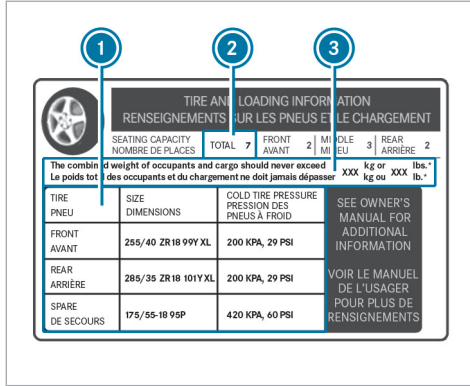 1 2 3
TIRE AND LOADING INFORMATION
RENSEIGNEMENTS SUR LES PNEUS ET LE CHARGEMENT
SEATING CAPACITY TOTAL 7 FRONT 2 MIDDLE 3 REAR 2
NOMBRE DE PLACES AVANT MILIEU ARRIÈRE
The combined weight of occupants and cargo should never exceed XXX kg or XXX lbs.*
Le poids total des occupants et du chargement ne doit jamais dépasser kg ou lb.*
TIRE SIZE COLD TIRE PRESSURE
PNEU DIMENSIONS PRESSION DES
PNEUS À FROID
FRONT
AVANT 255/40 ZR18 99Y XL 200 KPA, 29 PSI
REAR
ARRIÈRE 285/35 ZR18 101Y XL 200 KPA, 29 PSI
SPARE
DE SECOURS 175/55-18 95P 420 KPA, 60 PSI
SEE OWNER'S
MANUAL FOR
ADDITIONAL
INFORMATION
VOIR LE MANUEL
DE L'USAGER
POUR PLUS DE
RENSIGNEMENTS